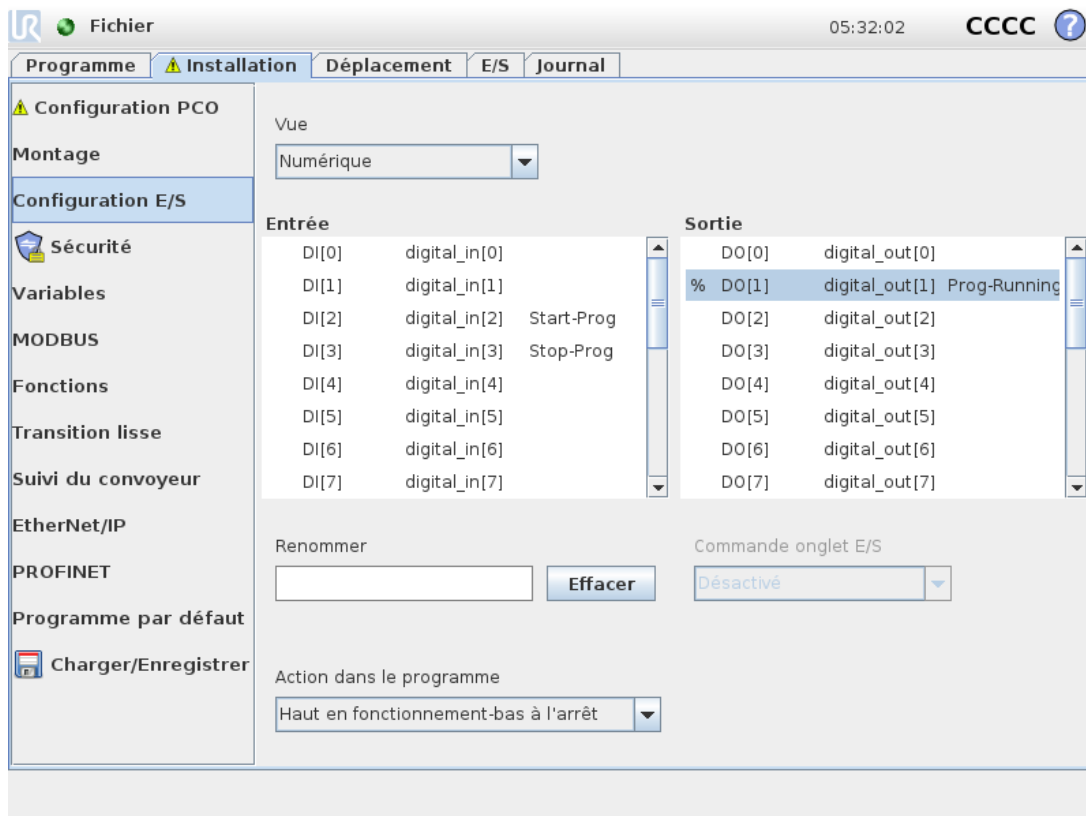 Fichier 05:32:02 CCCC ?
Programme Installation Déplacement E/S Journal
Configuration PCO
Montage
Configuration E/S
Sécurité
Variables
MODBUS
Fonctions
Transition lisse
Suivi du convoyeur
EtherNet/IP
PROFINET
Programme par défaut
Charger/Enregistrer
Vue
Numérique
Entrée
DI[0] digital_in[0]
DI[1] digital_in[1]
DI[2] digital_in[2] Start-Prog
DI[3] digital_in[3] Stop-Prog
DI[4] digital_in[4]
DI[5] digital_in[5]
DI[6] digital_in[6]
DI[7] digital_in[7]
Sortie
DO[0] digital_out[0]
% DO[1] digital_out[1] Prog-Running
DO[2] digital_out[2]
DO[3] digital_out[3]
DO[4] digital_out[4]
DO[5] digital_out[5]
DO[6] digital_out[6]
DO[7] digital_out[7]
Renommer
Effacer
Commande onglet E/S
Désactivé
Action dans le programme
Haut en fonctionnement-bas à l'arrêt